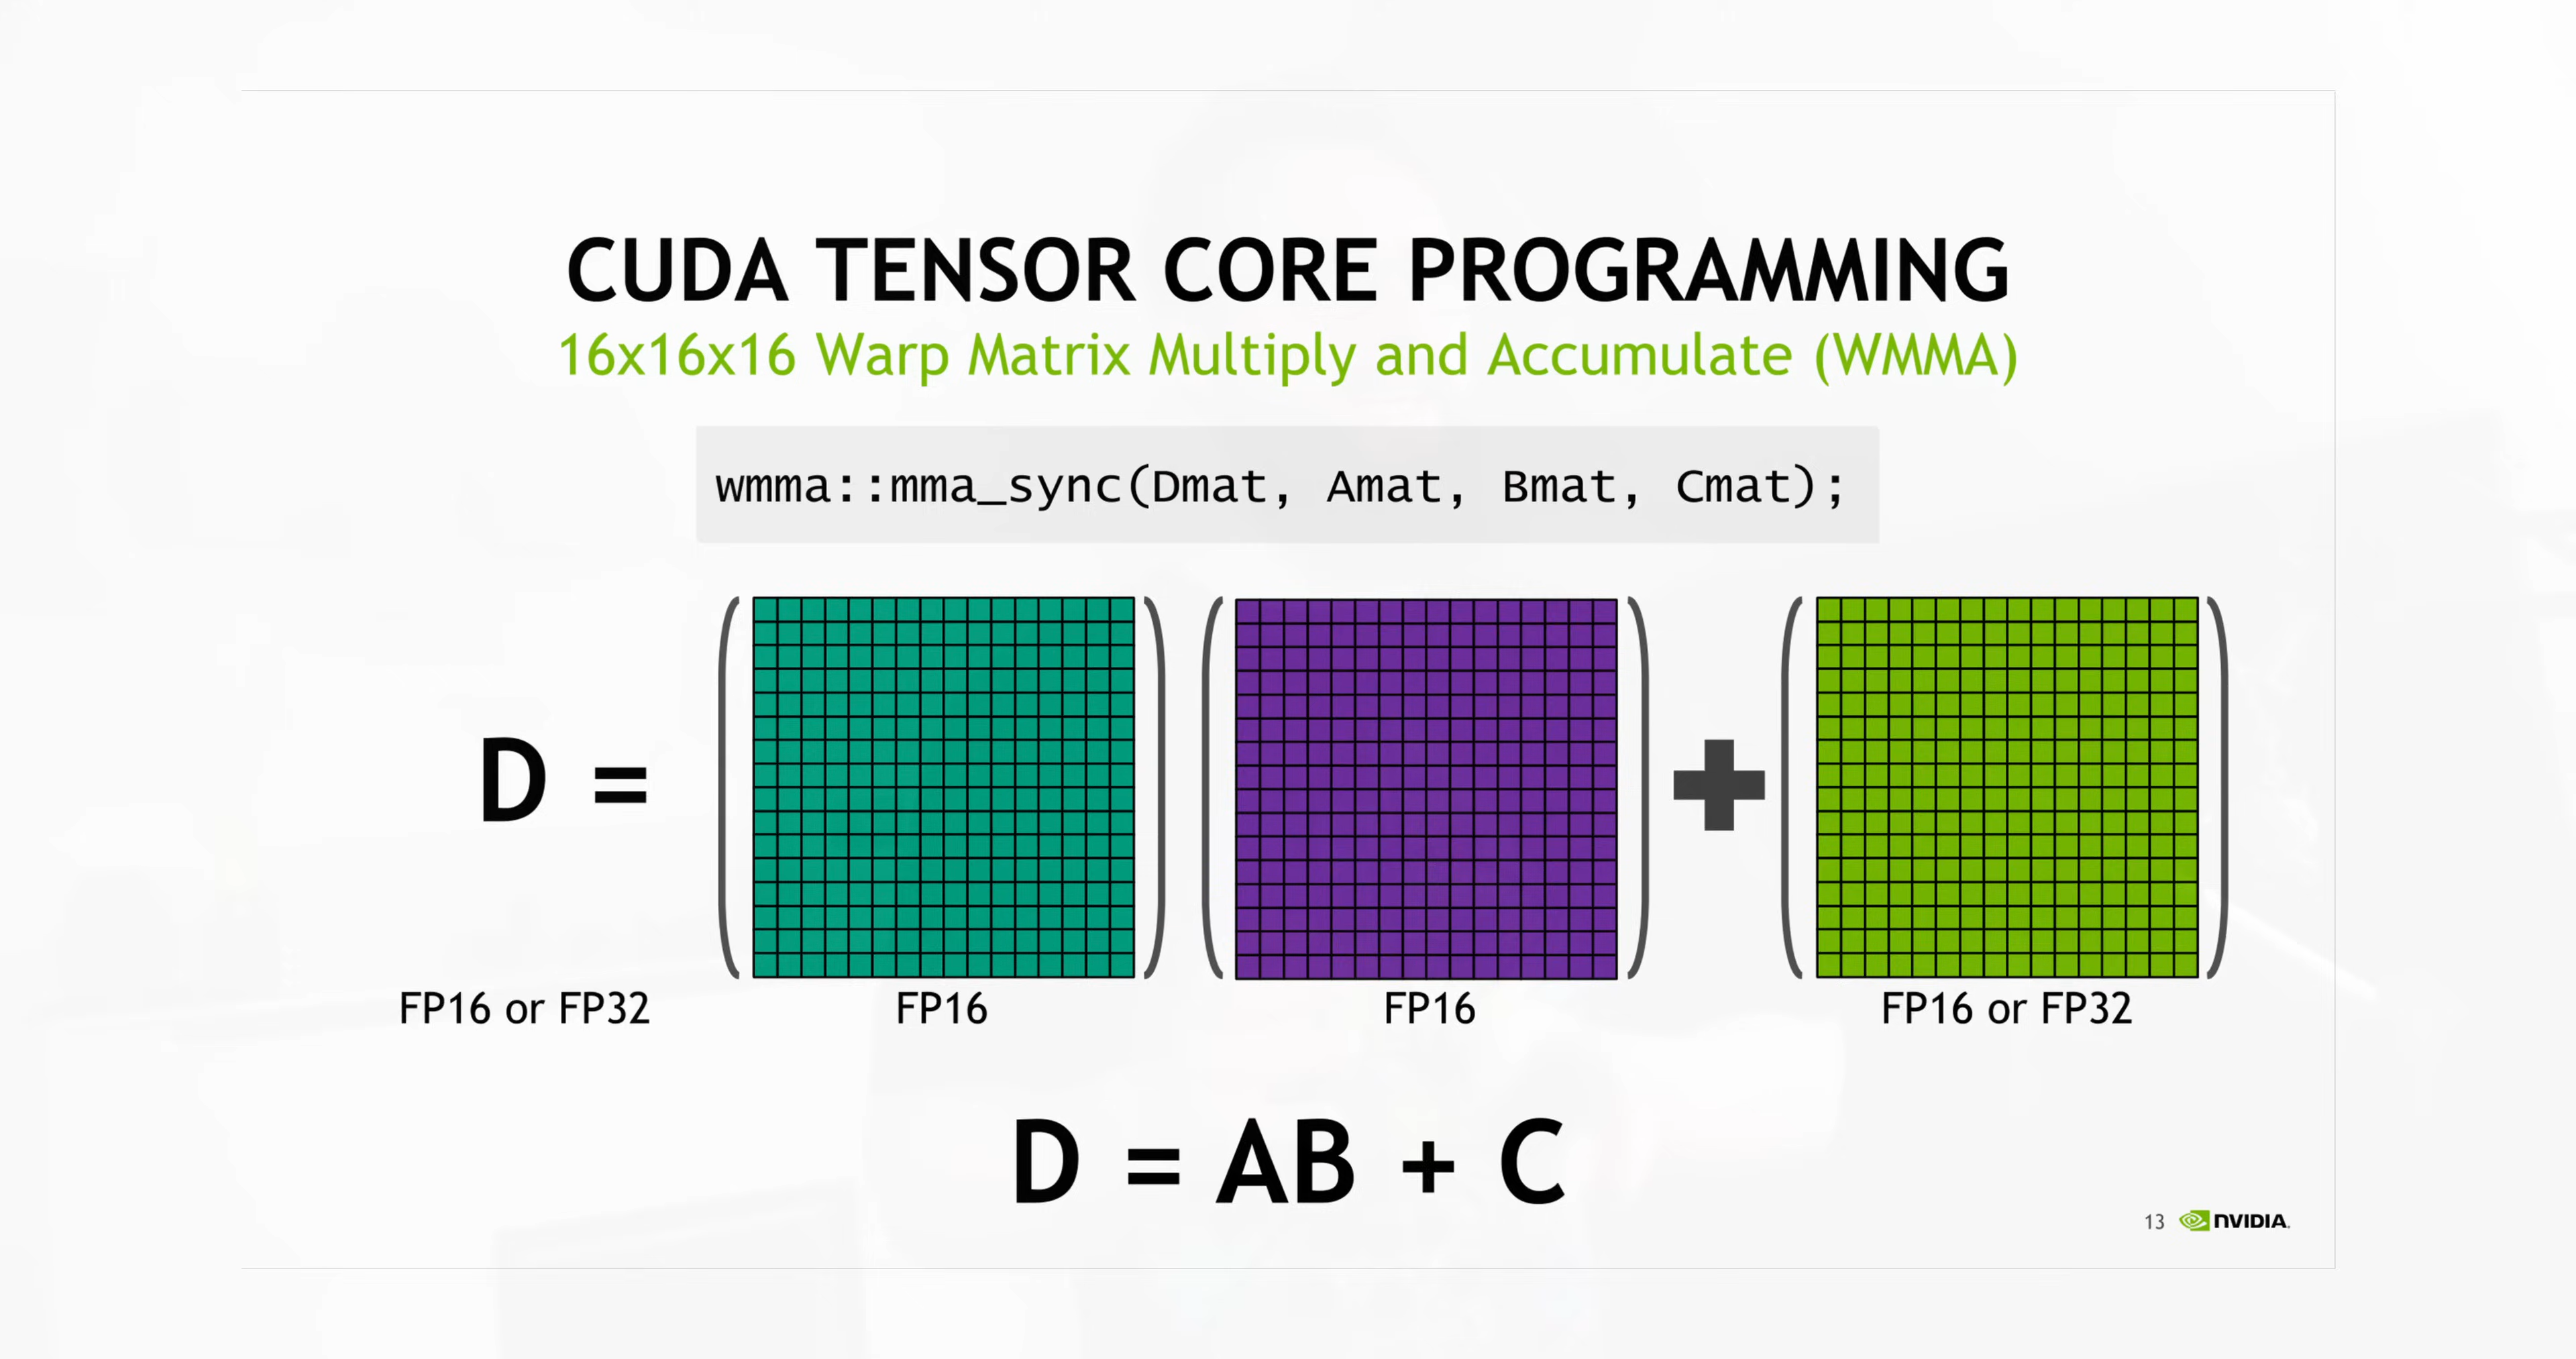 CUDA TENSOR CORE PROGRAMMING
16x16x16 Warp Matrix Multiply and Accumulate (WMMA)
wmma::mma_sync(Dmat, Amat, Bmat, Cmat);
D =
FP16 or FP32 FP16 FP16 FP16 or FP32
D = AB + C
13 NVIDIA.